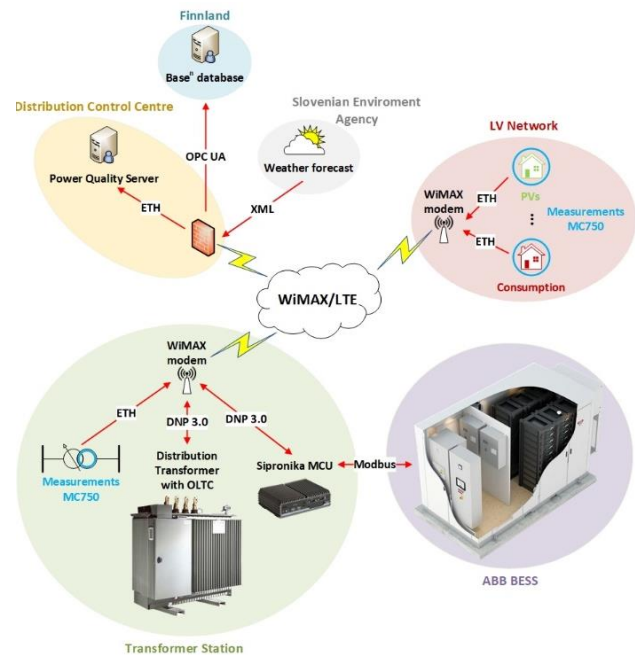 Finnland
Baseⁿ database
Distribution Control Centre
Slovenian Enviroment
Agency
LV Network
OPC UA
Power Quality Server
Weather forecast
ETH
XML
WiMAX
modem
ETH
PVs
Measurements
MC750
ETH
Consumption
WiMAX/LTE
WiMAX
modem
ETH
DNP 3.0
DNP 3.0
Measurements
MC750
Distribution
Transformer
with OLTC
Sipronika MCU
Modbus
ABB BESS
Transformer Station